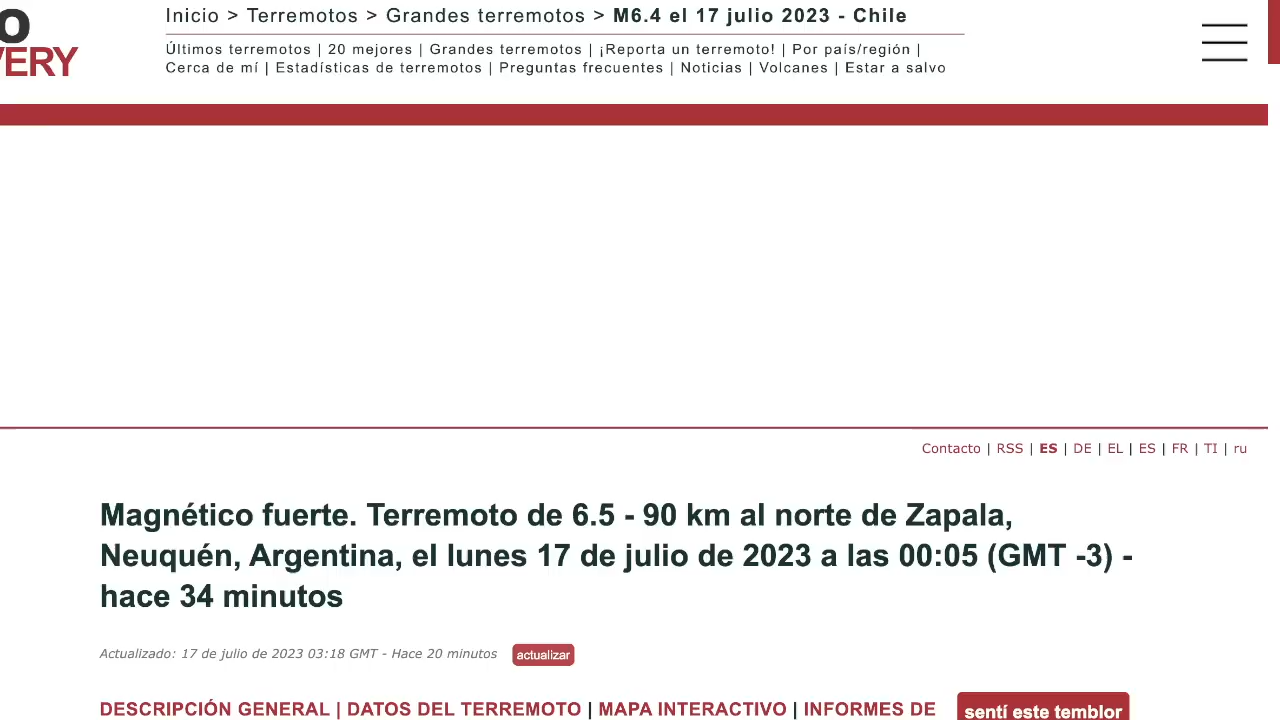 O
VERY
Inicio > Terremotos > Grandes terremotos > M6.4 el 17 julio 2023 - Chile
Últimos terremotos | 20 mejores | Grandes terremotos | ¡Reporta un terremoto! | Por país/región |
Cerca de mí | Estadísticas de terremotos | Preguntas frecuentes | Noticias | Volcanes | Estar a salvo
Contacto | RSS | ES | DE | EL | ES | FR | TI | ru
Magnético fuerte. Terremoto de 6.5 - 90 km al norte de Zapala,
Neuquén, Argentina, el lunes 17 de julio de 2023 a las 00:05 (GMT -3) -
hace 34 minutos
Actualizado: 17 de julio de 2023 03:18 GMT - Hace 20 minutos actualizar
DESCRIPCIÓN GENERAL | DATOS DEL TERREMOTO | MAPA INTERACTIVO | INFORMES DE sentí este temblor